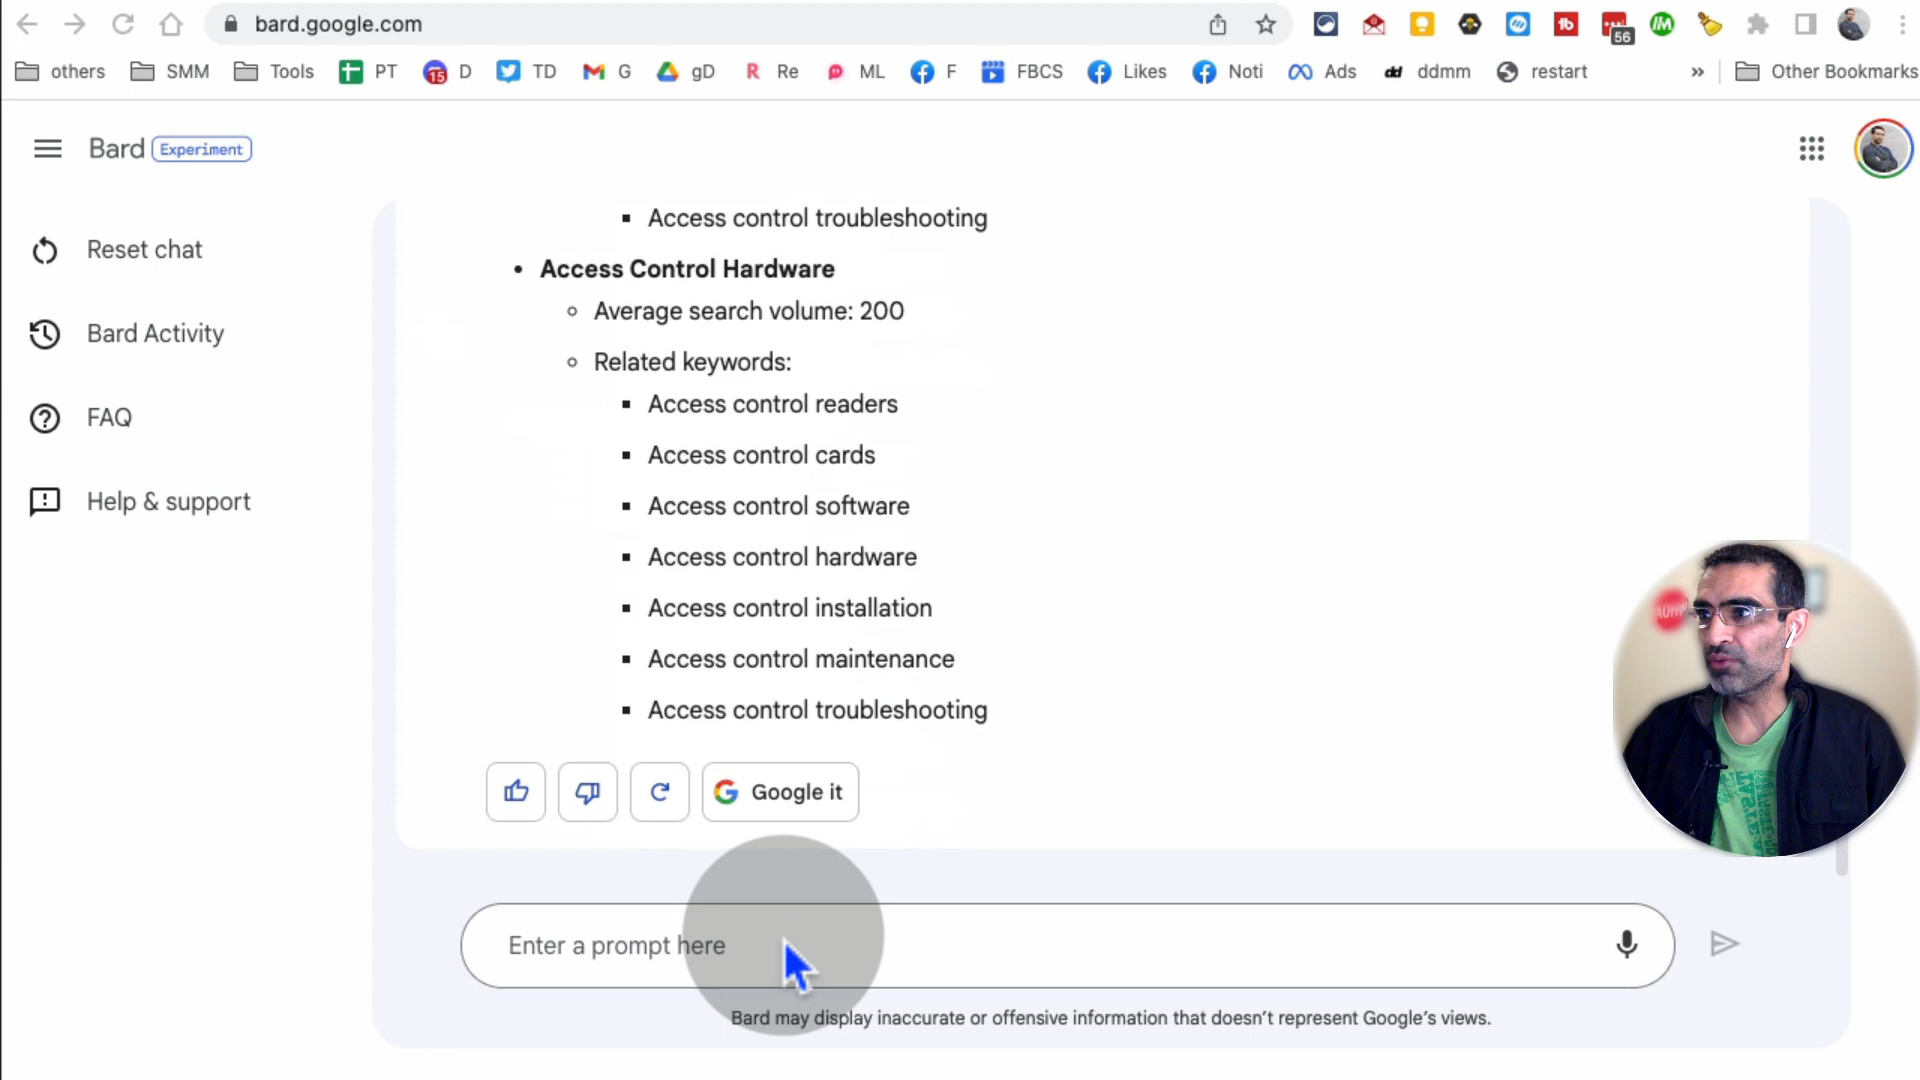 bard.google.com
56
others SMM Tools PT 15 D TD G gD R Re ML F FBCS Likes Noti Ads dd ddmm restart » Other Bookmarks
Bard Experiment
Reset chat
Bard Activity
FAQ
Help & support
Access control troubleshooting
Access Control Hardware
Average search volume: 200
Related keywords:
Access control readers
Access control cards
Access control software
Access control hardware
Access control installation
Access control maintenance
Access control troubleshooting
Google it
Enter a prompt here
Bard may display inaccurate or offensive information that doesn't represent Google's views.